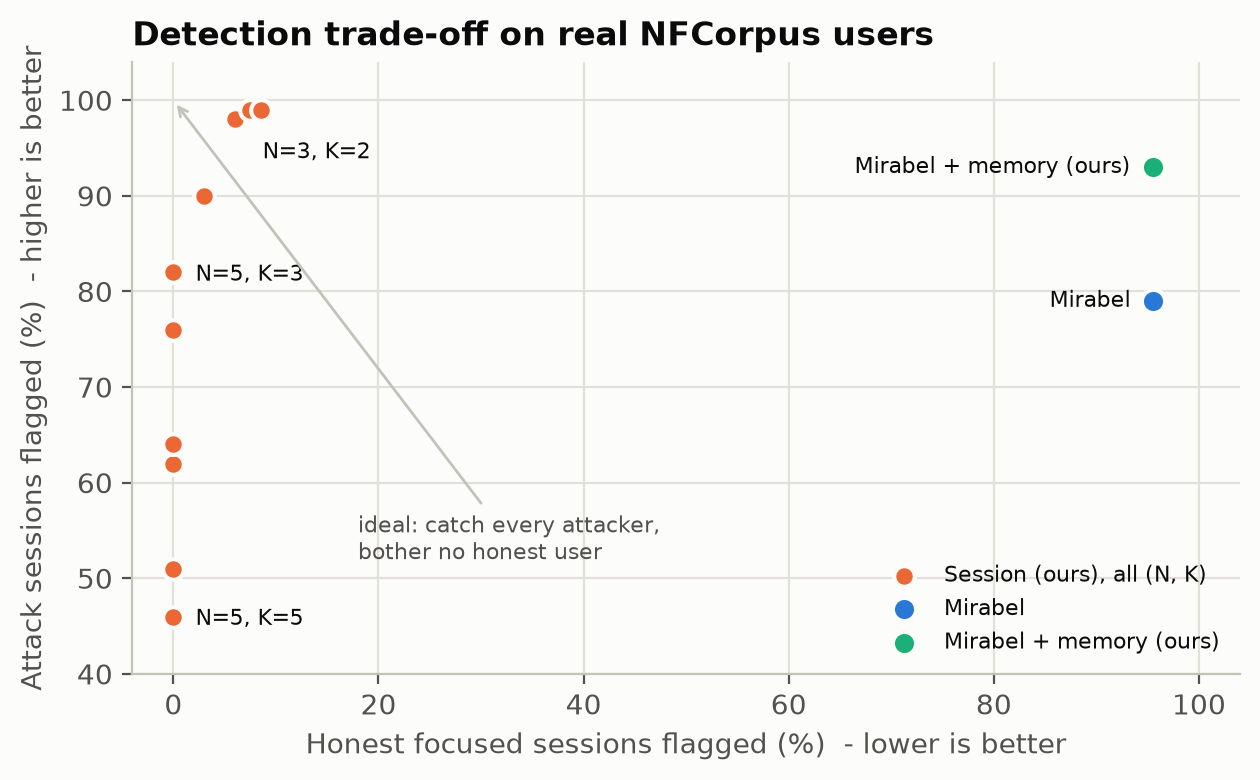 Detection trade-off on real NFCorpus users
Attack sessions flagged (%)  - higher is better
100
90
80
70
60
50
40
N=3, K=2
Mirabel + memory (ours)
N=5, K=3
Mirabel
ideal: catch every attacker,
bother no honest user
N=5, K=5
Session (ours), all (N, K)
Mirabel
Mirabel + memory (ours)
0 20 40 60 80 100
Honest focused sessions flagged (%)  - lower is better